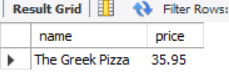 Result Grid Filter Rows:
name price
The Greek Pizza 35.95